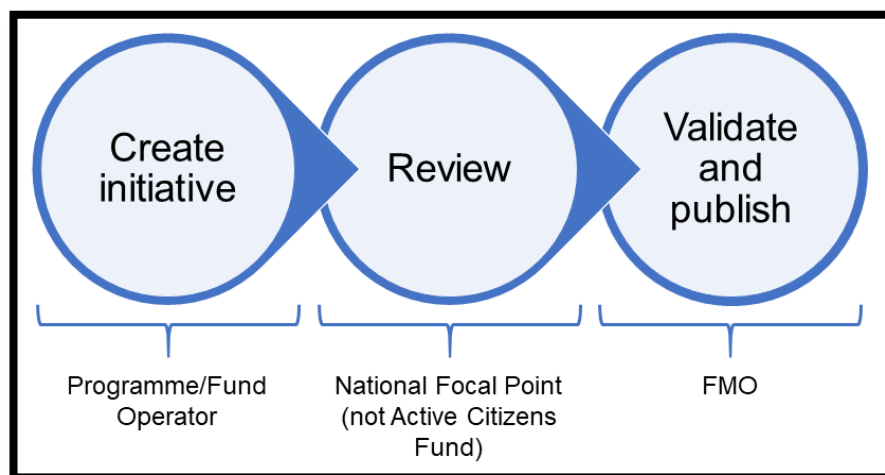 Create
initiative
Review
Validate
and
publish
Programme/Fund
Operator
National Focal Point
(not Active Citizens
Fund)
FMO